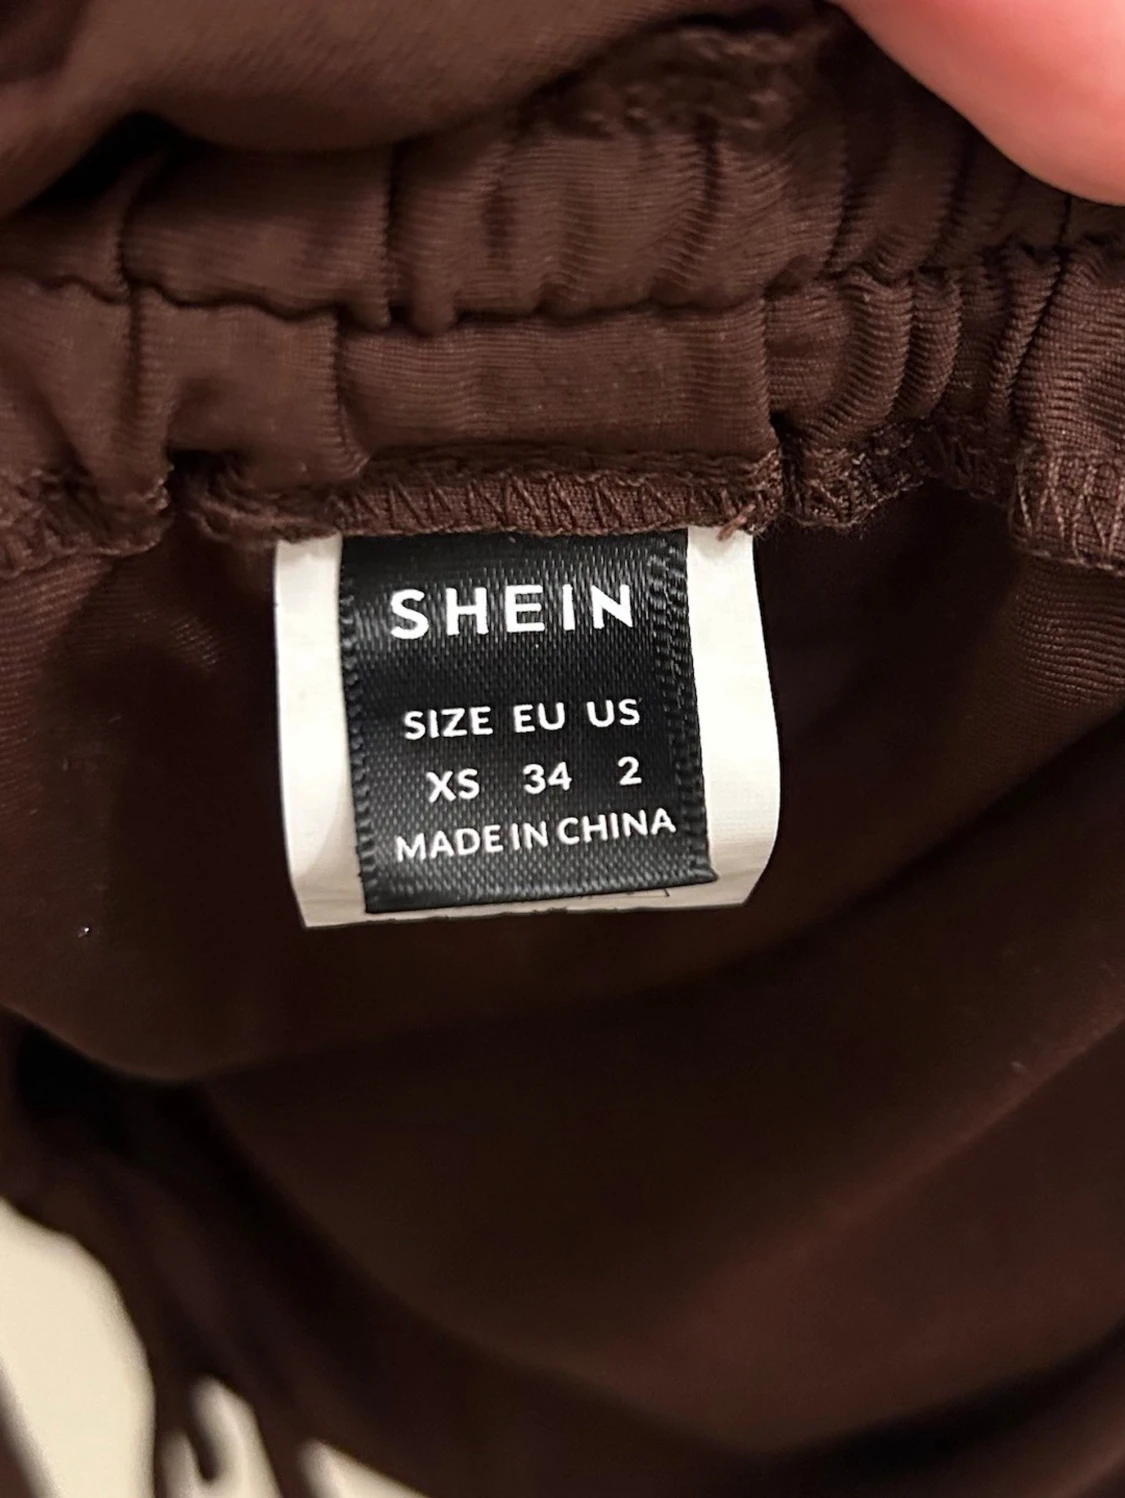 SHEIN
SIZE EU US
XS 34 2
MADE IN CHINA